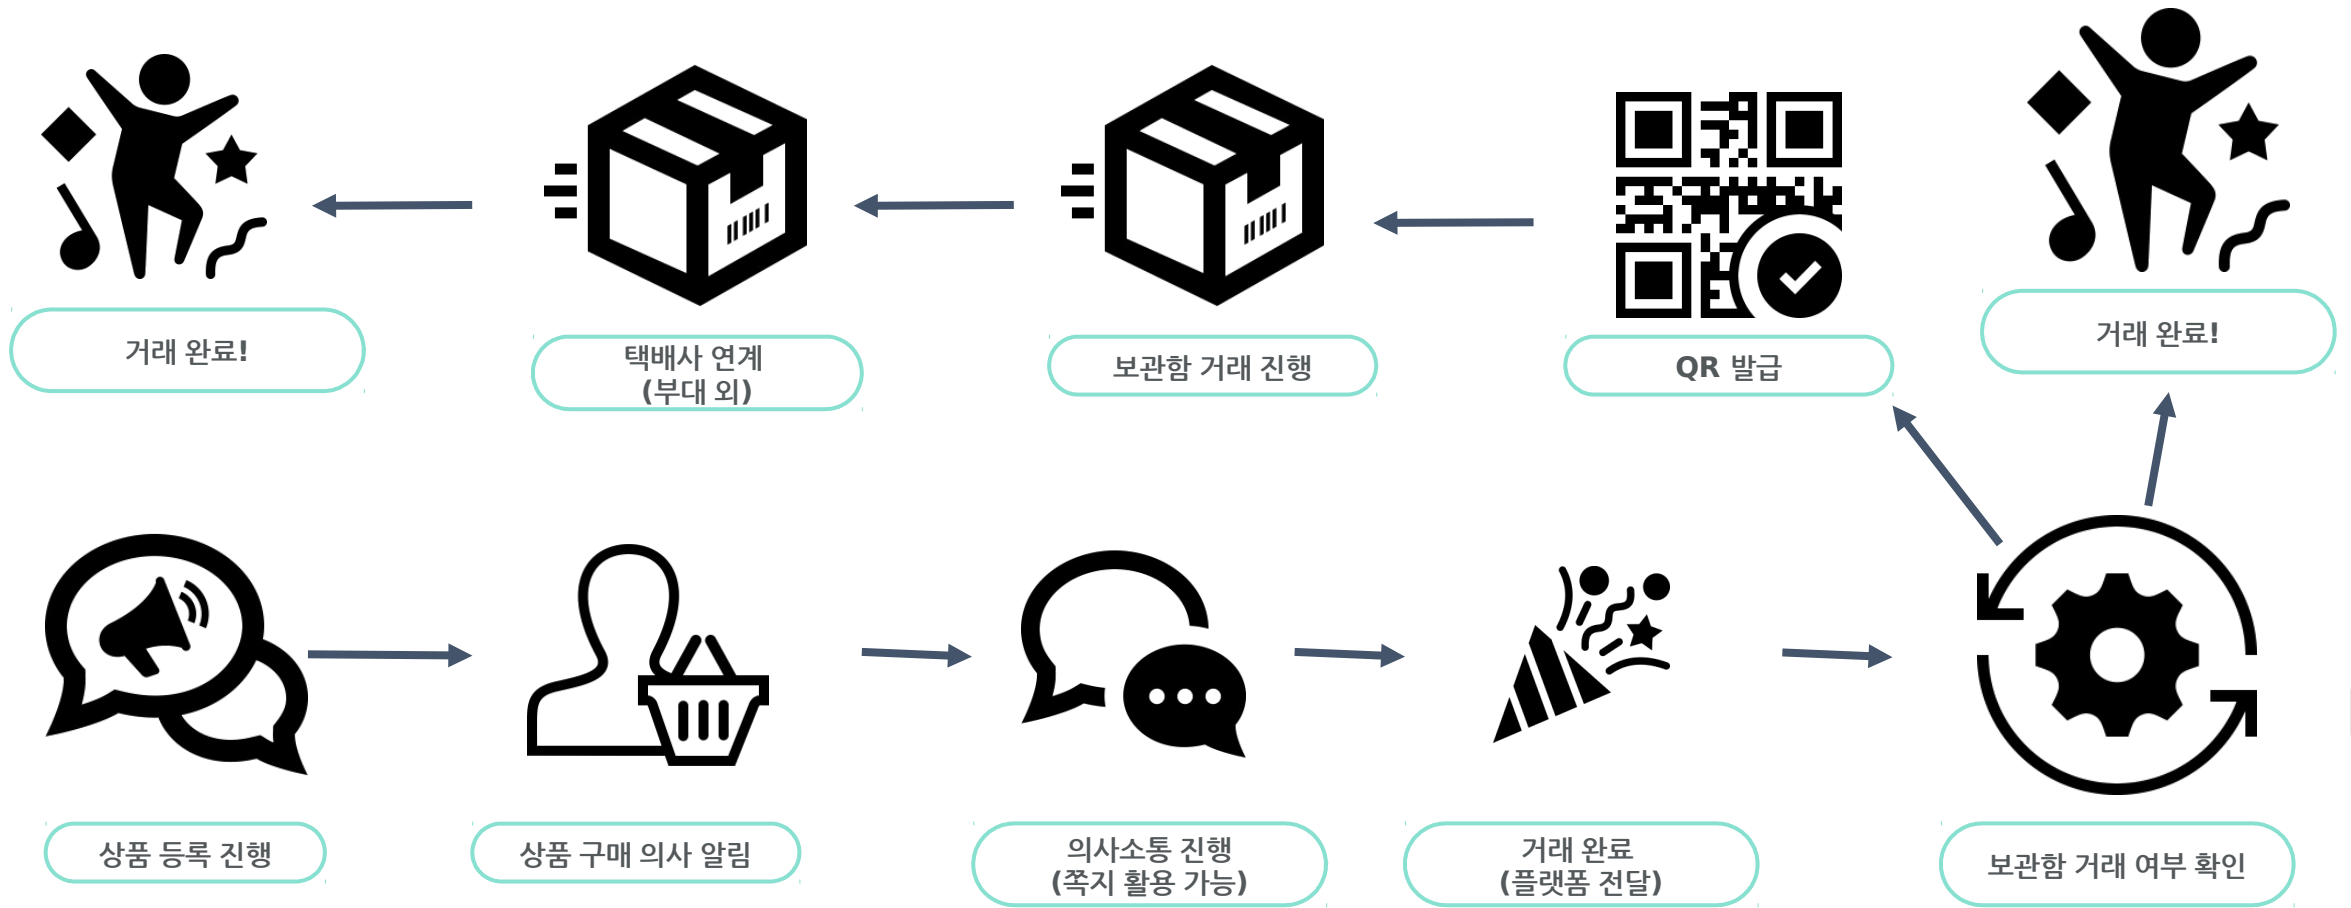 거래 완료!
택배사 연계
(부대 외)
보관함 거래 진행
QR 발급
거래 완료!
상품 등록 진행
상품 구매 의사 알림
의사소통 진행
(쪽지 활용 가능)
거래 완료
(플랫폼 전달)
보관함 거래 여부 확인